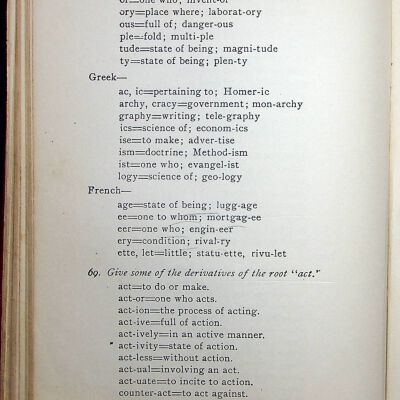 or=one who; invent-or
ory=place where; laborat-ory
ous=full of; danger-ous
ple=fold; multi-ple
tude=state of being; magni-tude
ty=state of being; plen-ty
Greek—
ac, ic=pertaining to; Homer-ic
archy, cracy=government; mon-archy
graphy=writing; tele-graphy
ics=science of; econom-ics
ise=to make; adver-tise
ism=doctrine; Method-ism
ist=one who; evangel-ist
logy=science of; geo-logy
French—
age=state of being; lugg-age
ee=one to whom; mortgag-ee
eer=one who; engin-eer
ery=condition; rival-ry
ette, let=little; statu-ette, rivu-let
69. Give some of the derivatives of the root "act."
act=to do or make.
act-or=one who acts.
act-ion=the process of acting.
act-ive=full of action.
act-ively=in an active manner.
act-ivity=state of action.
act-less=without action.
act-ual=involving an act.
act-uate=to incite to action.
counter-act=to act against.